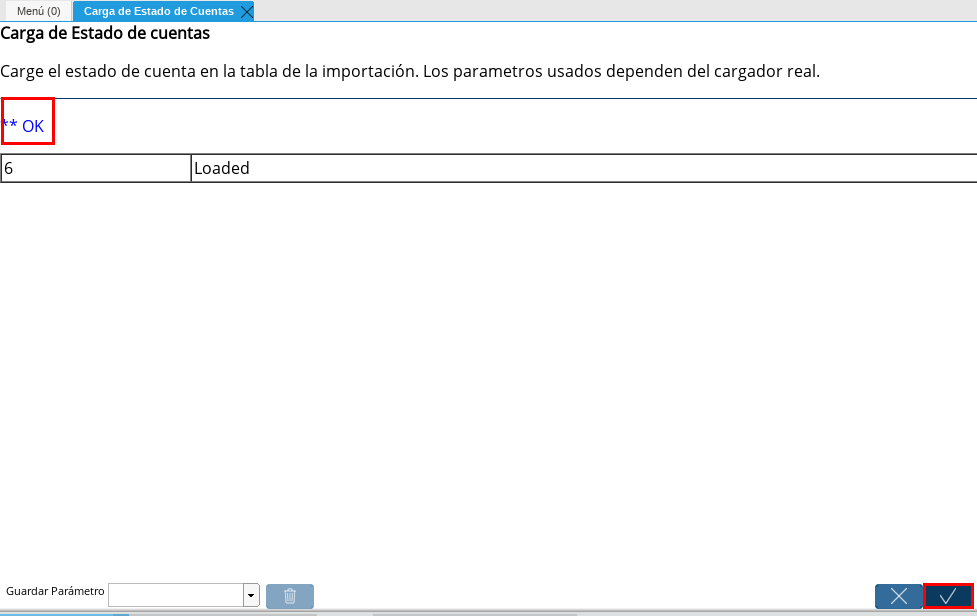 Menú (0)
Carga de Estado de Cuentas
Carga de Estado de cuentas
Carge el estado de cuenta en la tabla de la importación. Los parametros usados dependen del cargador real.
** OK
6 Loaded
Guardar Parámetro